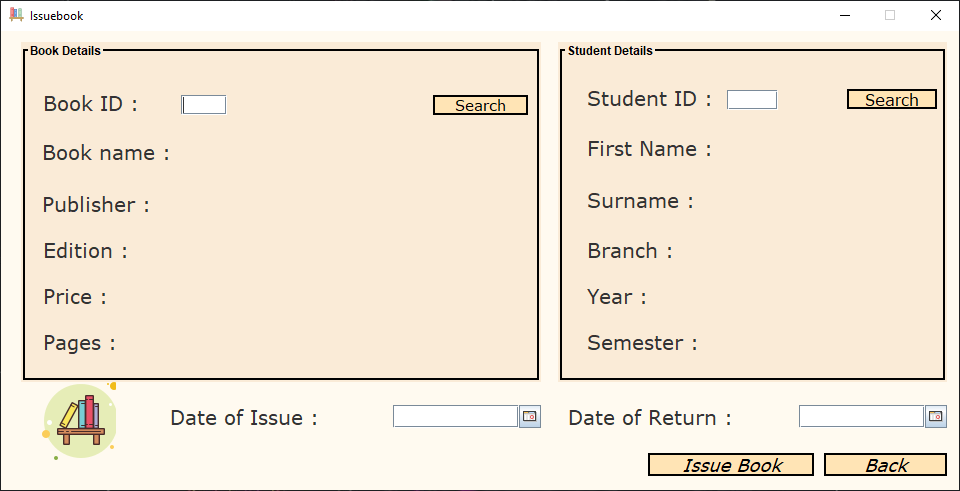 Issuebook
Book Details
Book ID :
Search
Book name :
Publisher :
Edition :
Price :
Pages :
Student Details
Student ID :
Search
First Name :
Surname :
Branch :
Year :
Semester :
Date of Issue :
Date of Return :
Issue Book
Back